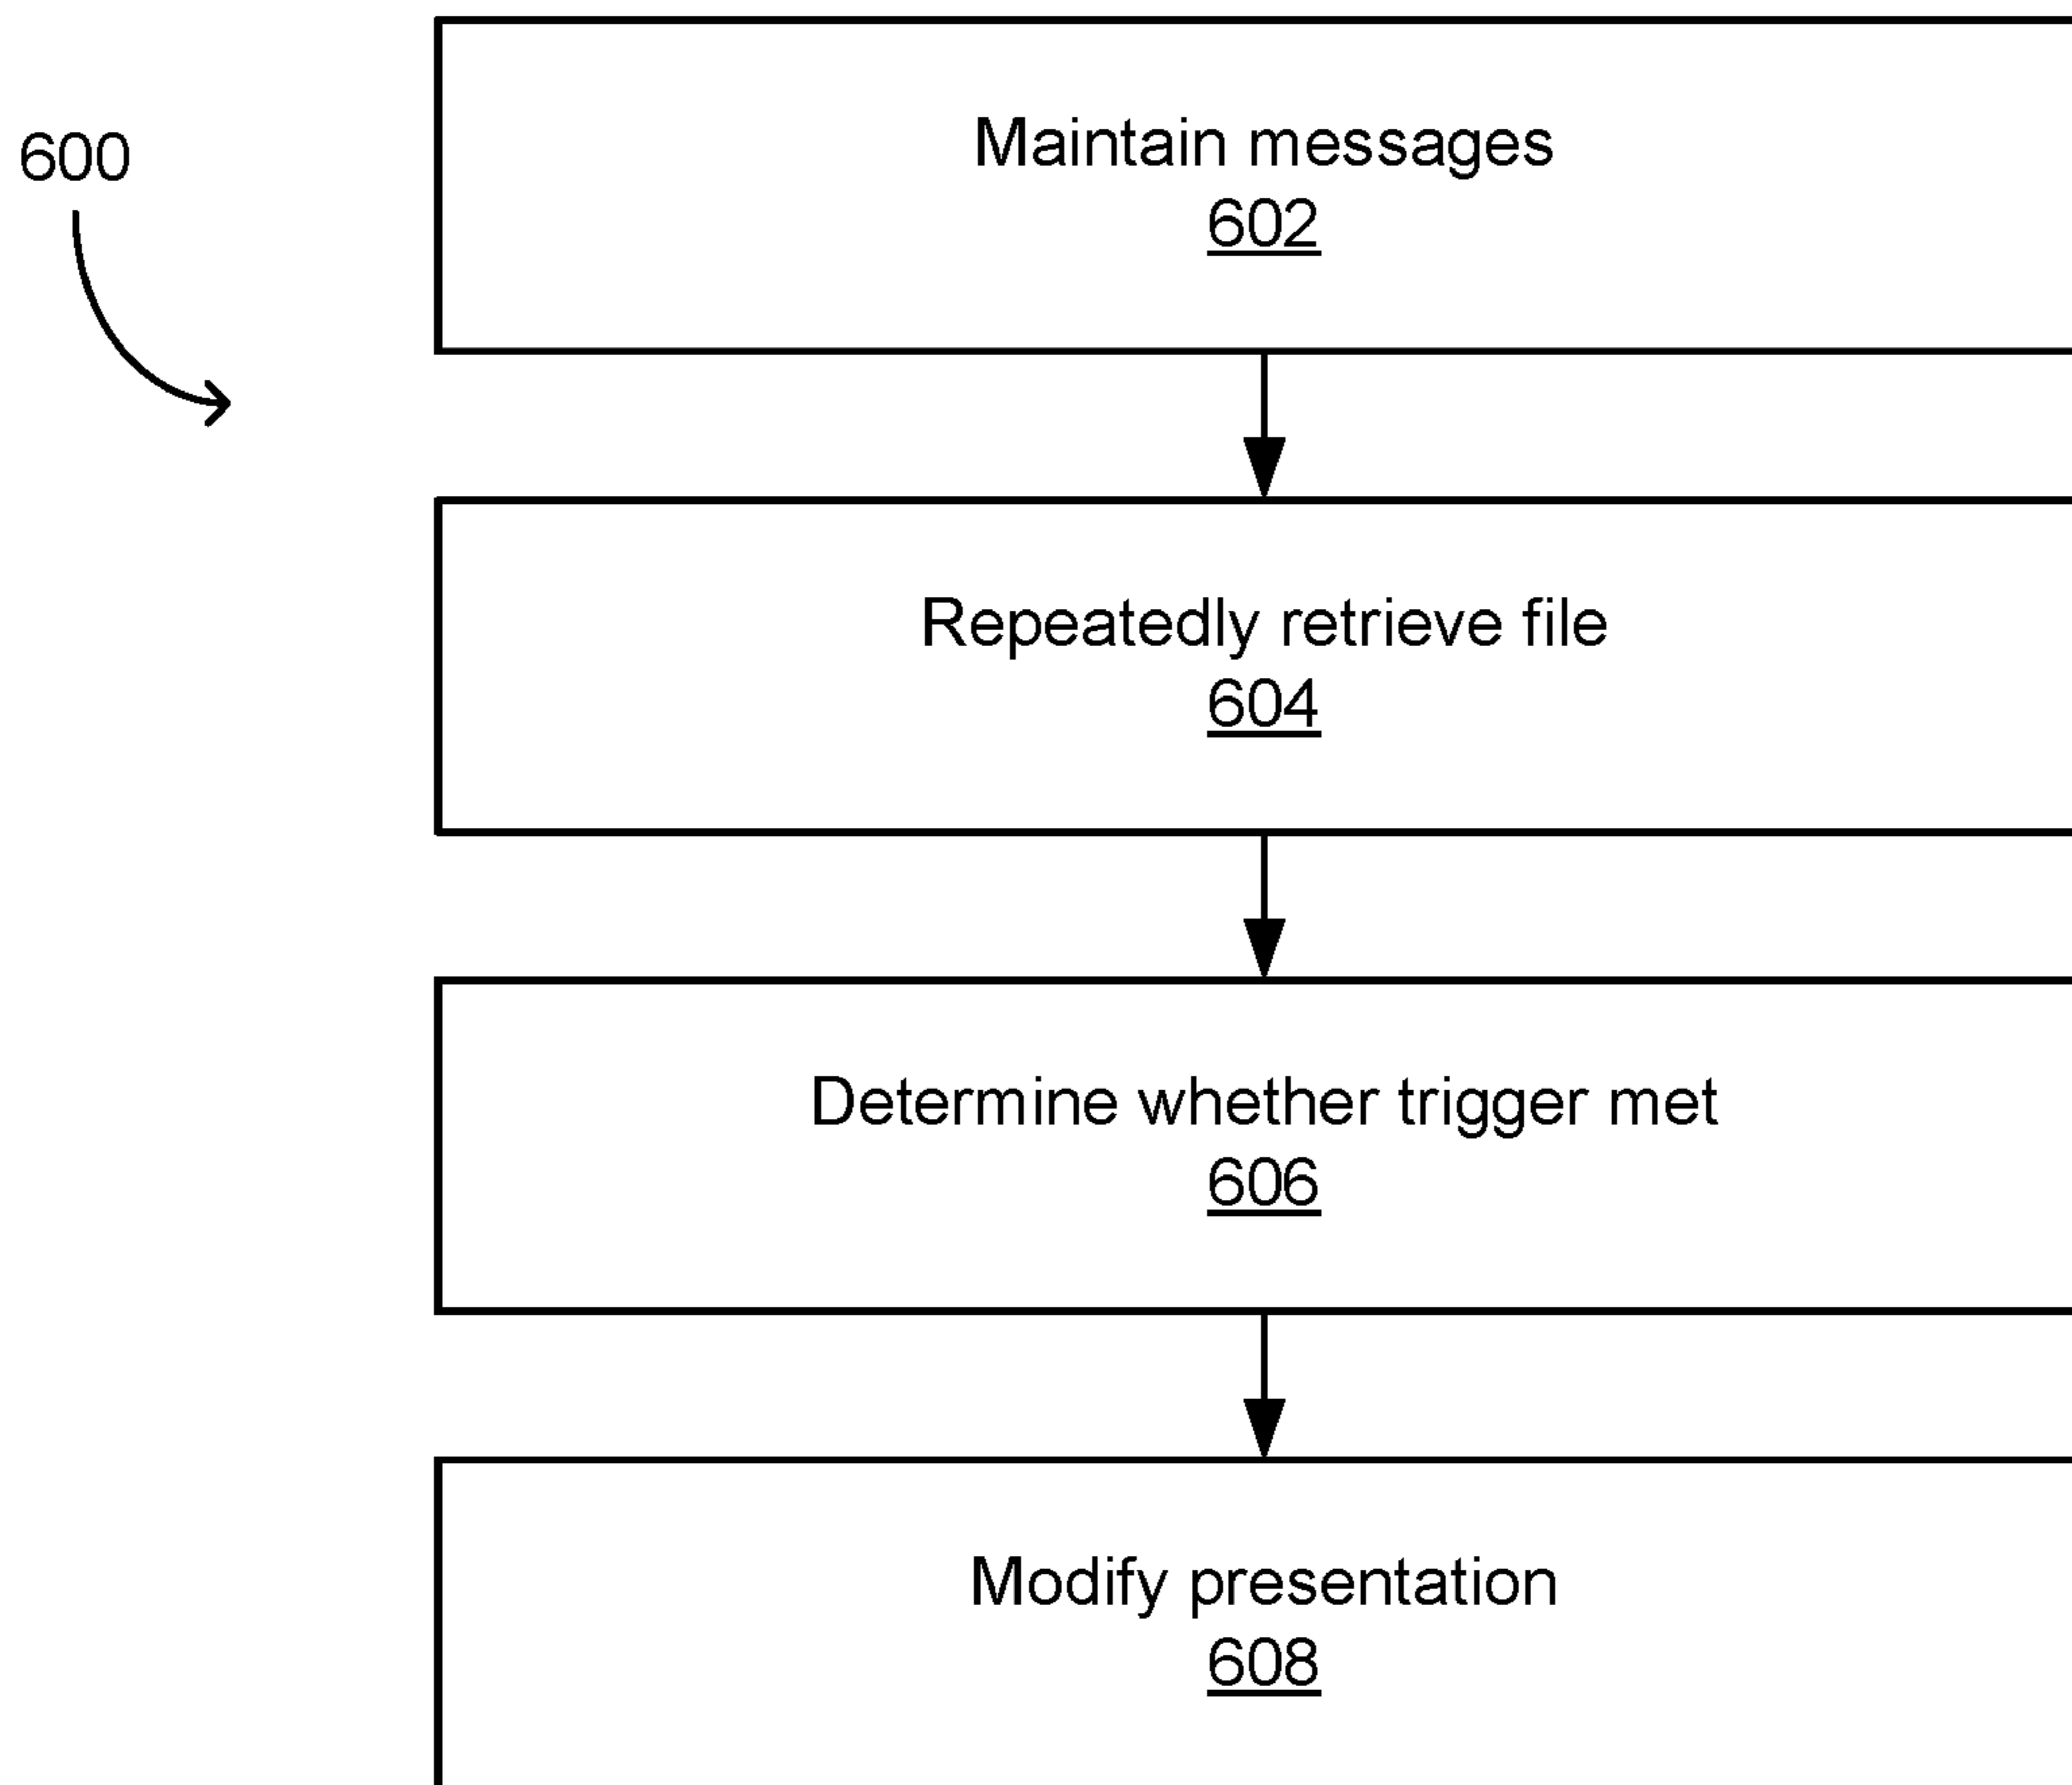 600
Maintain messages
602
Repeatedly retrieve file
604
Determine whether trigger met
606
Modify presentation
608